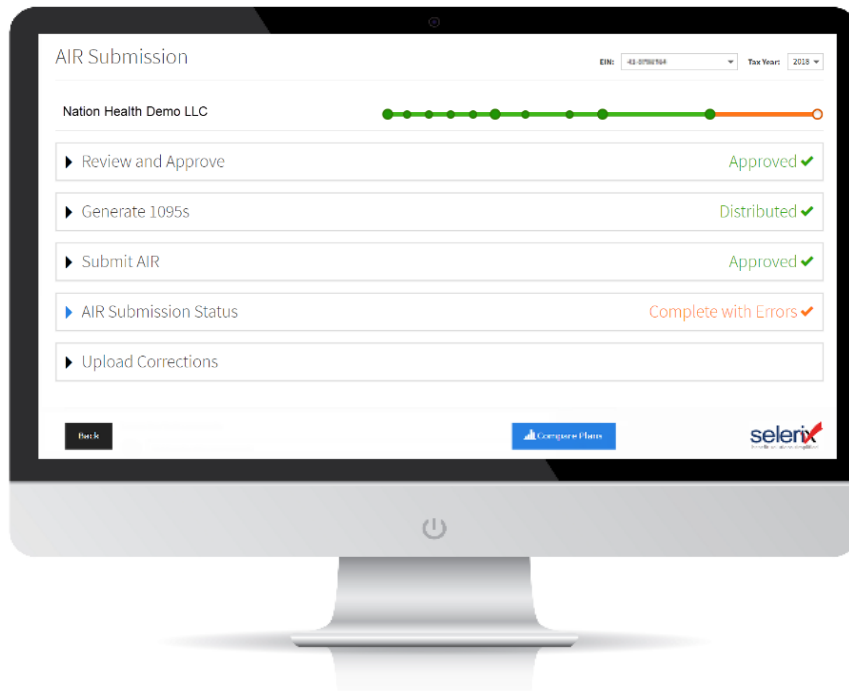 AIR Submission
EIN:
Tax Year: 2018
Nation Health Demo LLC
Review and Approve
Approved
Generate 1095s
Distributed
Submit AIR
Approved
AIR Submission Status
Complete with Errors
Upload Corrections
Back
Compare Plans
selerix